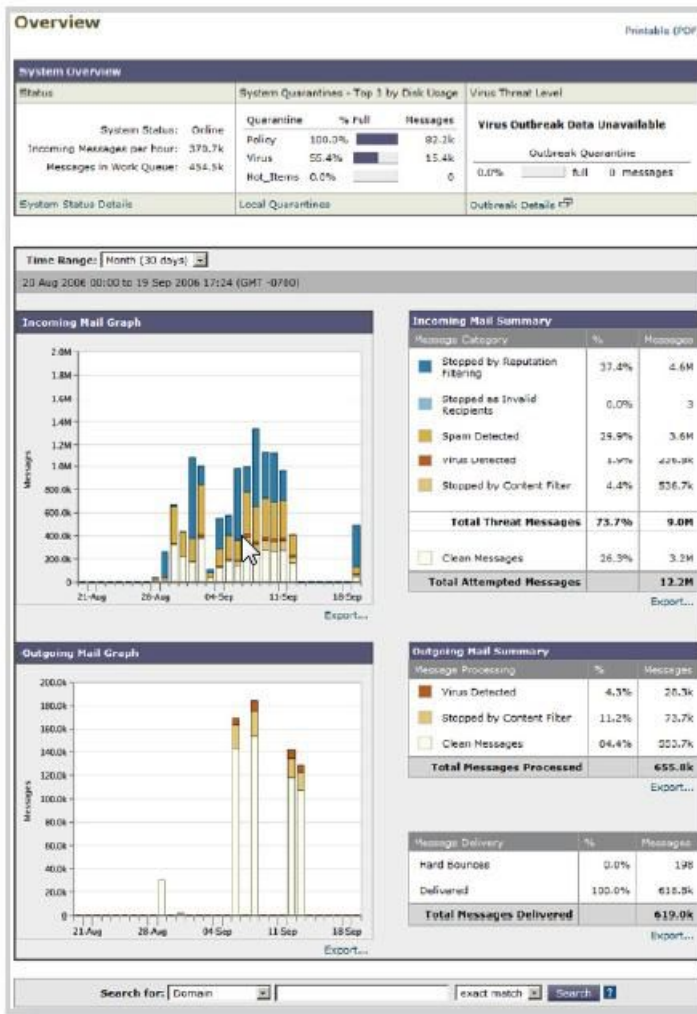 Overview
Printable (PDF
System Overview
Status
System Quarantines - Top 3 by Disk Usage
Virus Threat Level
System Status: Online
Incoming Messages per hour: 370.7k
Messages in Work Queue: 454.5k
Quarantine % Full Messages
Policy 100.0% 82.2k
Virus 55.4% 15.4k
Hot_Items 0.0% 0
Virus Outbreak Data Unavailable
Outbreak Quarantine
0.0% full 0 messages
System Status Details
Local Quarantines
Outbreak Details
Time Range: Month (30 days)
20 Aug 2006 00:00 to 19 Sep 2006 17:24 (GMT -0700)
Incoming Mail Graph
2.0M
1.8M
1.6M
1.4M
1.2M
1.0M
800.0k
600.0k
400.0k
200.0k
0
Messages
21-Aug 28-Aug 04-Sep 11-Sep 18-Sep
Export...
Incoming Mail Summary
Message Category % Messages
Stopped by Reputation
Filtering 37.4% 4.6M
Stopped as Invalid
Recipients 0.0% 3
Spam Detected 29.9% 3.6M
Virus Detected 1.9%
Stopped by Content Filter 4.4% 536.7k
Total Threat Messages 73.7% 9.0M
Clean Messages 26.3% 3.2M
Total Attempted Messages 12.2M
Export...
Outgoing Mail Graph
200.0k
180.0k
160.0k
140.0k
120.0k
100.0k
80.0k
60.0k
40.0k
20.0k
0
Messages
21-Aug 28-Aug 04-Sep 11-Sep 18-Sep
Export...
Outgoing Mail Summary
Message Processing % Messages
Virus Detected 4.3% 28.3k
Stopped by Content Filter 11.2% 73.7k
Clean Messages 84.4% 553.7k
Total Messages Processed 655.8k
Export...
Message Delivery % Messages
Hard Bounces 0.0% 198
Delivered 100.0% 618.8k
Total Messages Delivered 619.0k
Export...
Search for: Domain exact match Search ?